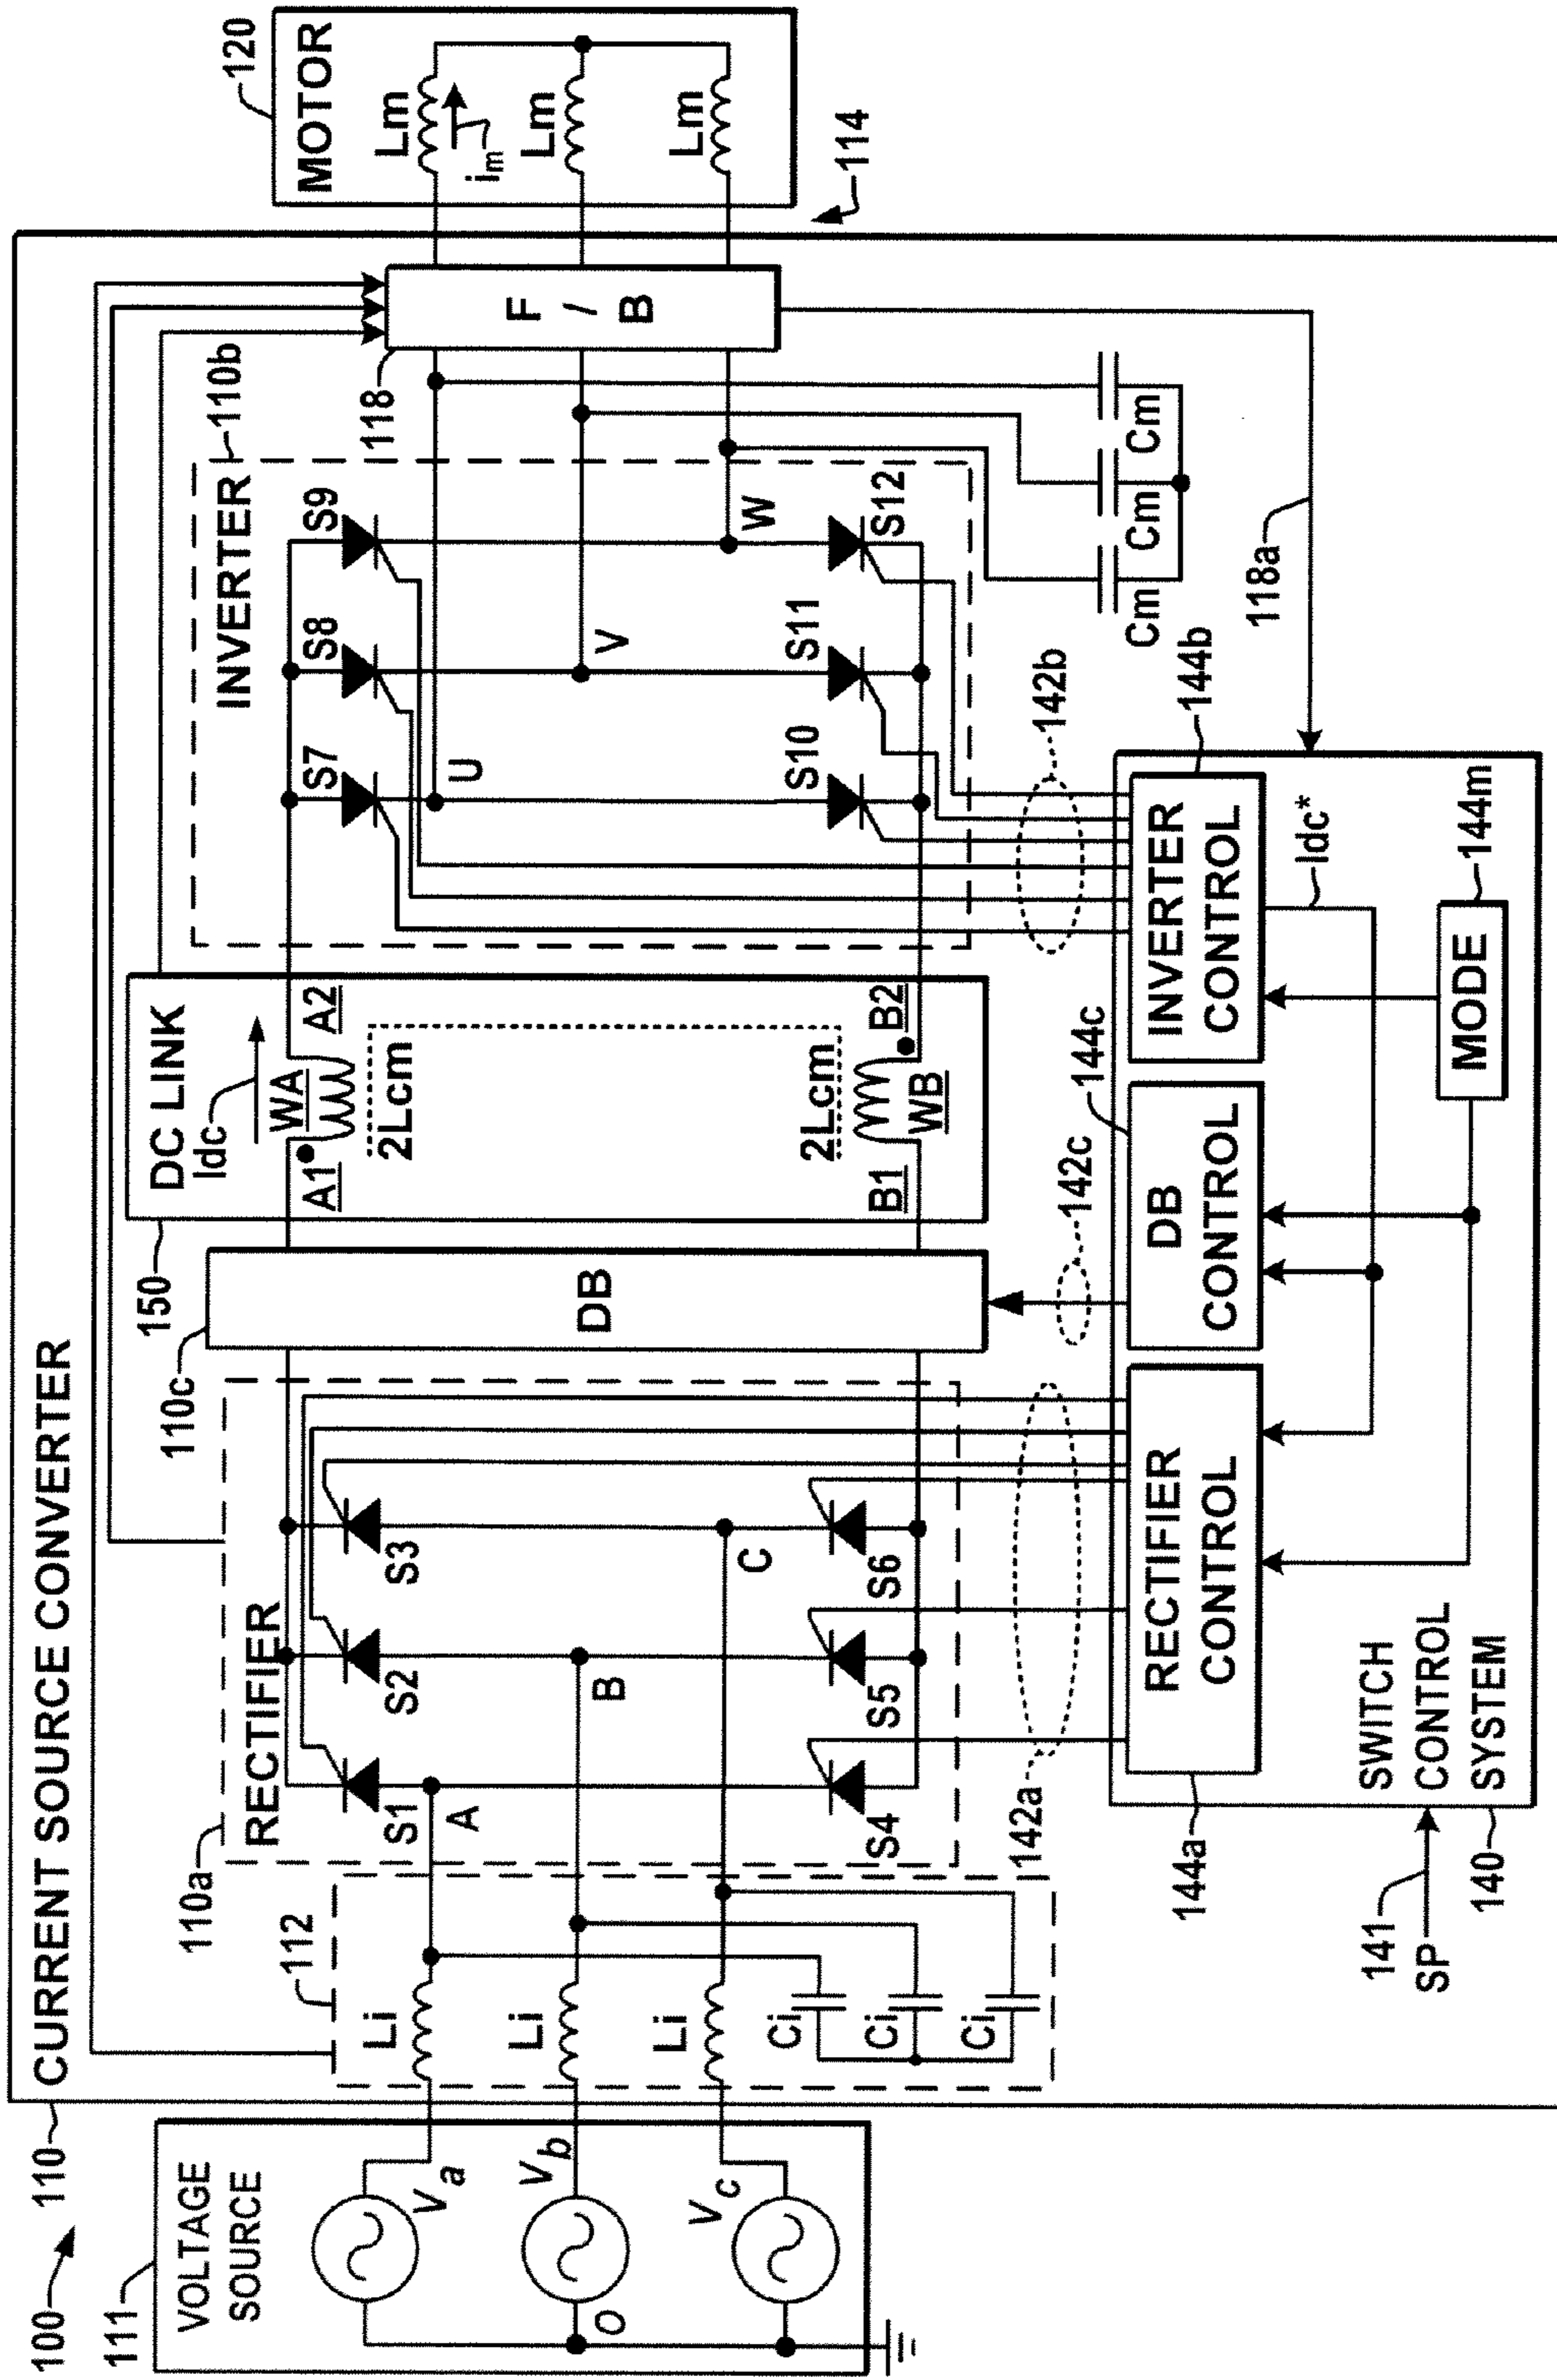 100
110
CURRENT SOURCE CONVERTER
111
VOLTAGE
SOURCE
Va
Vb
Vc
O
112
Li
Li
Li
Ci
Ci
Ci
110a
RECTIFIER
S1
S2
S3
A
B
C
S4
S5
S6
110c
DB
150
DC LINK
Idc
A1
WA
A2
2Lcm
2Lcm
B1
WB
B2
INVERTER
110b
S7
S8
S9
U
V
W
S10
S11
S12
118
F
/
B
Cm
Cm
Cm
114
120
MOTOR
Lm
im
Lm
Lm
118a
142a
142c
142b
144a
RECTIFIER
CONTROL
144c
DB
CONTROL
144b
INVERTER
CONTROL
Idc*
144m
MODE
SWITCH
CONTROL
SYSTEM
141
SP
140